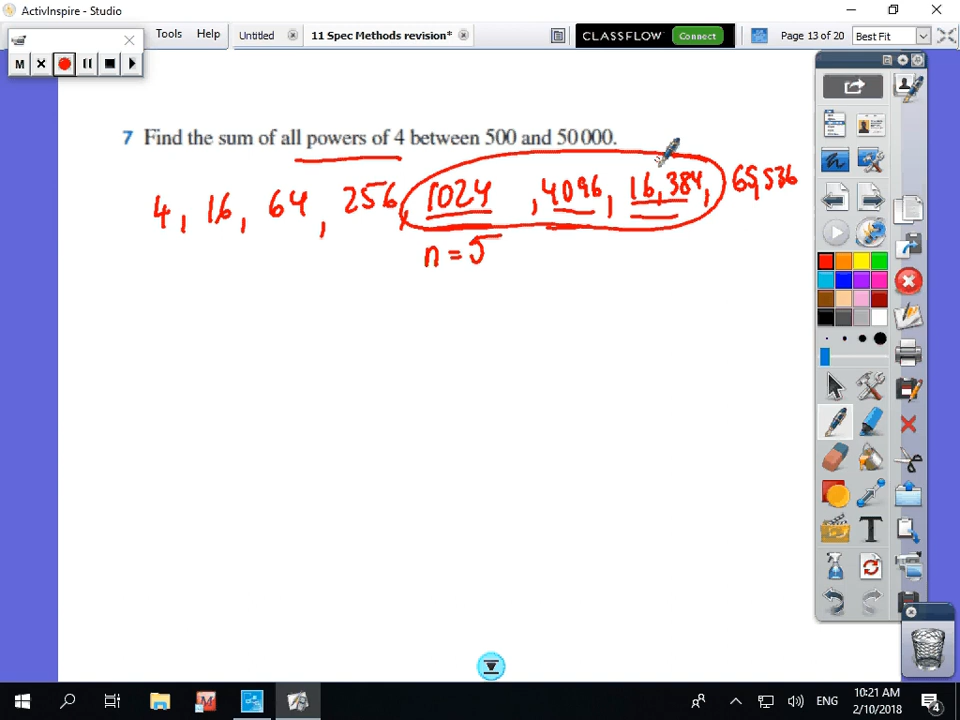 ActivInspire - Studio
Tools Help Untitled 11 Spec Methods revision* CLASSFLOW Connect Page 13 of 20 Best Fit
M
7 Find the sum of all powers of 4 between 500 and 50 000.
4, 16, 64, 256, 1024, 4096, 16,384, 65,536
n = 5
T
ENG 10:21 AM
2/10/2018 4